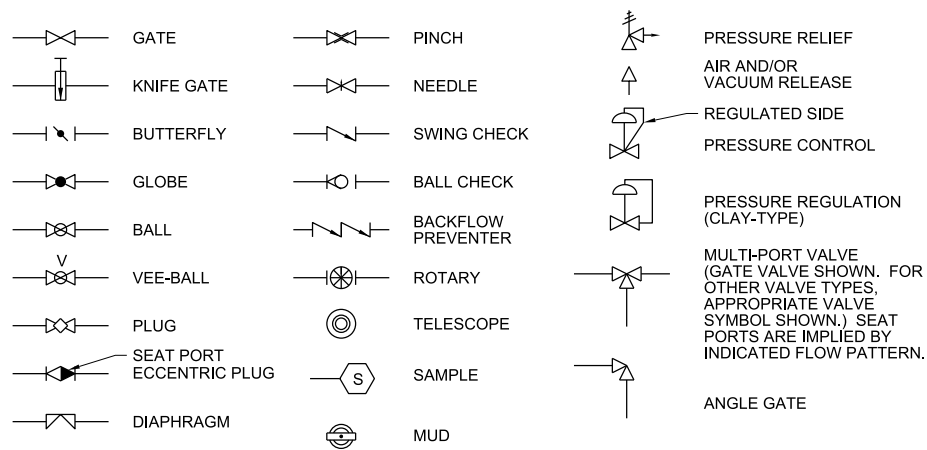 GATE
KNIFE GATE
BUTTERFLY
GLOBE
BALL
V
VEE-BALL
PLUG
SEAT PORT
ECCENTRIC PLUG
DIAPHRAGM
PINCH
NEEDLE
SWING CHECK
BALL CHECK
BACKFLOW
PREVENTER
ROTARY
TELESCOPE
S
SAMPLE
MUD
PRESSURE RELIEF
AIR AND/OR
VACUUM RELEASE
REGULATED SIDE
PRESSURE CONTROL
PRESSURE REGULATION
(CLAY-TYPE)
MULTI-PORT VALVE
(GATE VALVE SHOWN. FOR
OTHER VALVE TYPES,
APPROPRIATE VALVE
SYMBOL SHOWN.) SEAT
PORTS ARE IMPLIED BY
INDICATED FLOW PATTERN.
ANGLE GATE